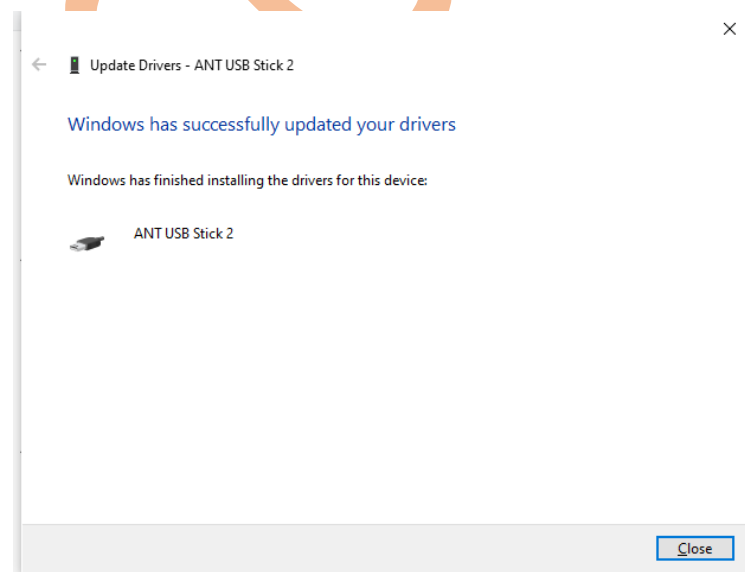 Update Drivers - ANT USB Stick 2
Windows has successfully updated your drivers
Windows has finished installing the drivers for this device:
ANT USB Stick 2
Close